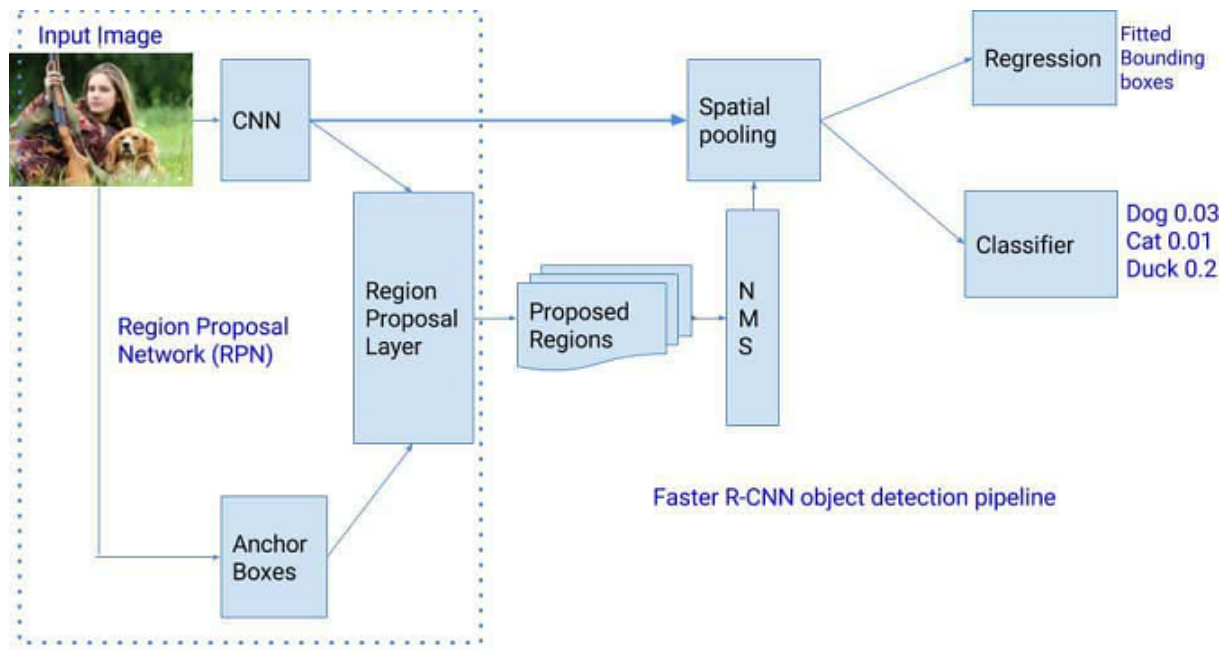 Input Image
CNN
Region Proposal
Network (RPN)
Anchor
Boxes
Region
Proposal
Layer
Proposed
Regions
N
M
S
Spatial
pooling
Regression
Fitted
Bounding
boxes
Classifier
Dog 0.03
Cat 0.01
Duck 0.2
Faster R-CNN object detection pipeline